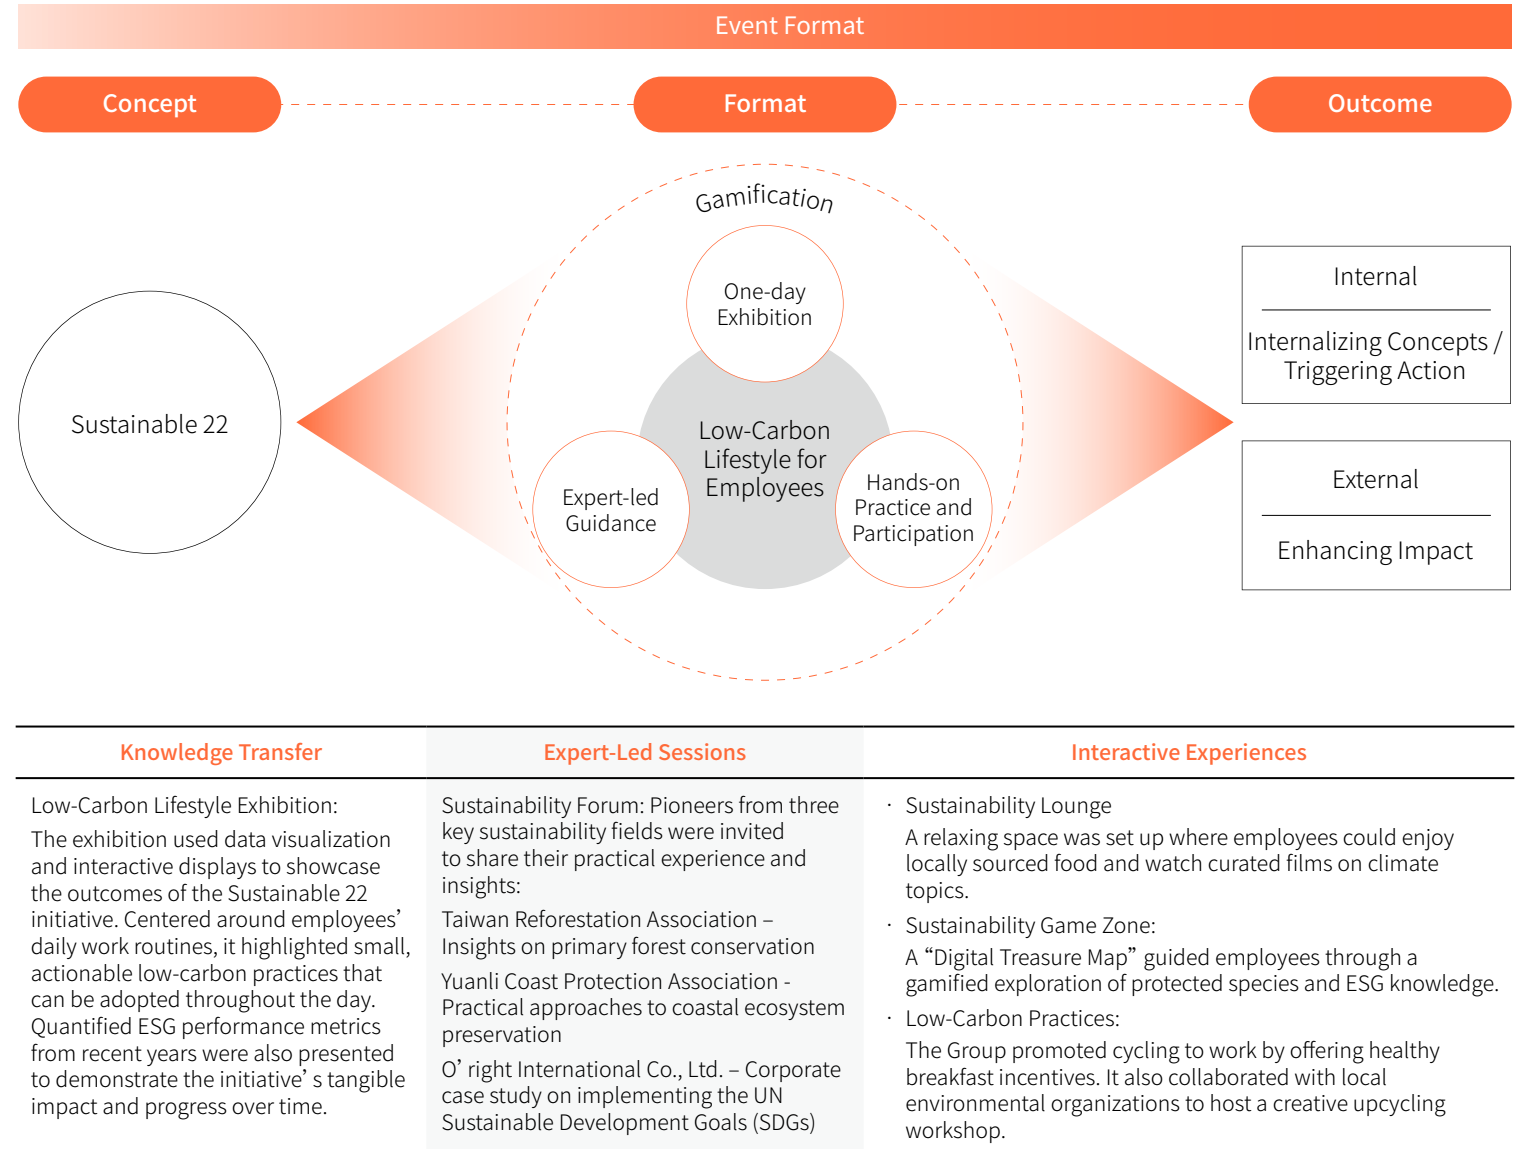 Event Format
Concept
Format
Outcome
Gamification
One-day
Exhibition
Low-Carbon
Lifestyle for
Employees
Expert-led
Guidance
Hands-on
Practice and
Participation
Sustainable 22
Internal
Internalizing Concepts /
Triggering Action
External
Enhancing Impact
Knowledge Transfer
Low-Carbon Lifestyle Exhibition:
The exhibition used data visualization
and interactive displays to showcase
the outcomes of the Sustainable 22
initiative. Centered around employees’
daily work routines, it highlighted small,
actionable low-carbon practices that
can be adopted throughout the day.
Quantified ESG performance metrics
from recent years were also presented
to demonstrate the initiative’ s tangible
impact and progress over time.
Expert-Led Sessions
Sustainability Forum: Pioneers from three
key sustainability fields were invited
to share their practical experience and
insights:
Taiwan Reforestation Association –
Insights on primary forest conservation
Yuanli Coast Protection Association -
Practical approaches to coastal ecosystem
preservation
O’ right International Co., Ltd. – Corporate
case study on implementing the UN
Sustainable Development Goals (SDGs)
Interactive Experiences
· Sustainability Lounge
A relaxing space was set up where employees could enjoy
locally sourced food and watch curated films on climate
topics.
· Sustainability Game Zone:
A “Digital Treasure Map” guided employees through a
gamified exploration of protected species and ESG knowledge.
· Low-Carbon Practices:
The Group promoted cycling to work by offering healthy
breakfast incentives. It also collaborated with local
environmental organizations to host a creative upcycling
workshop.